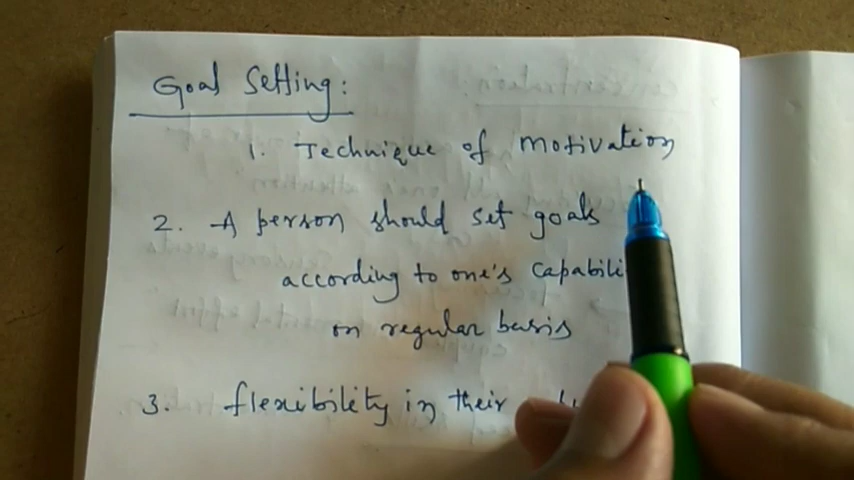 Goal Setting:
1. Technique of motivation
2. A person should set goals
according to one's capabili
on regular basis
3. flexibility in their